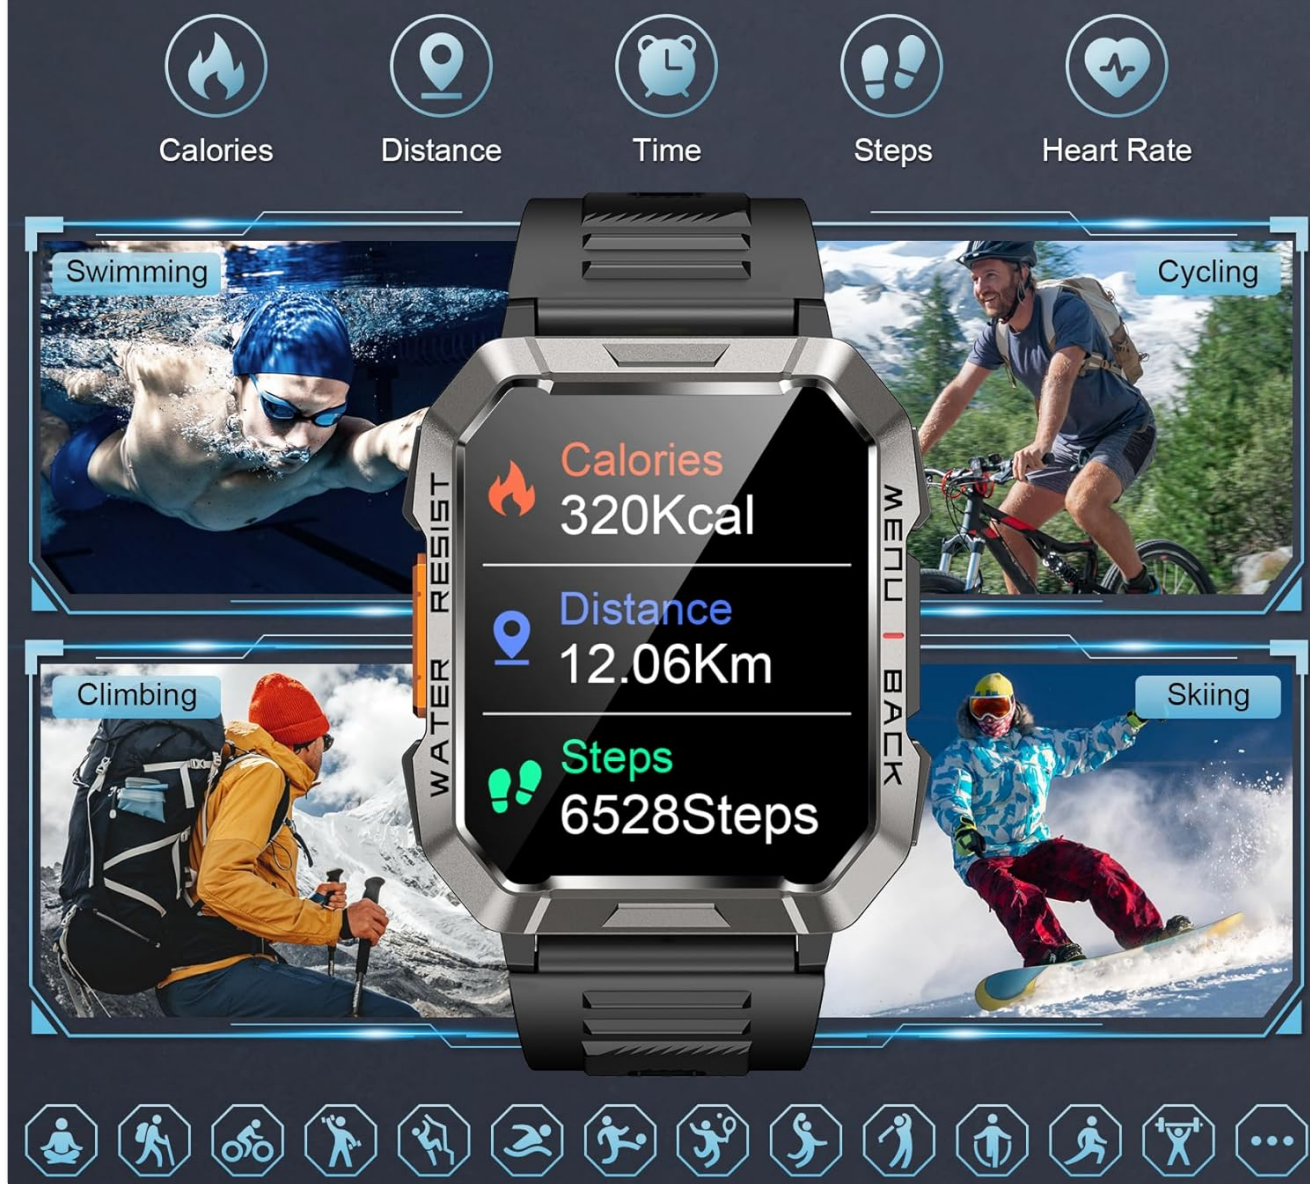 Calories
Distance
Time
Steps
Heart Rate
Swimming
Cycling
Calories
320Kcal
Distance
12.06Km
Steps
6528Steps
WATER RESIST
MENU
BACK
Climbing
Skiing